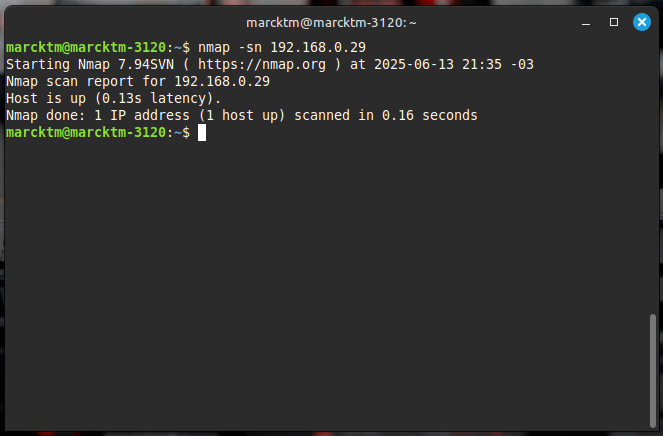 marcktm@marcktm-3120:~
marcktm@marcktm-3120:~$ nmap -sn 192.168.0.29
Starting Nmap 7.94SVN ( https://nmap.org ) at 2025-06-13 21:35 -03
Nmap scan report for 192.168.0.29
Host is up (0.13s latency).
Nmap done: 1 IP address (1 host up) scanned in 0.16 seconds
marcktm@marcktm-3120:~$